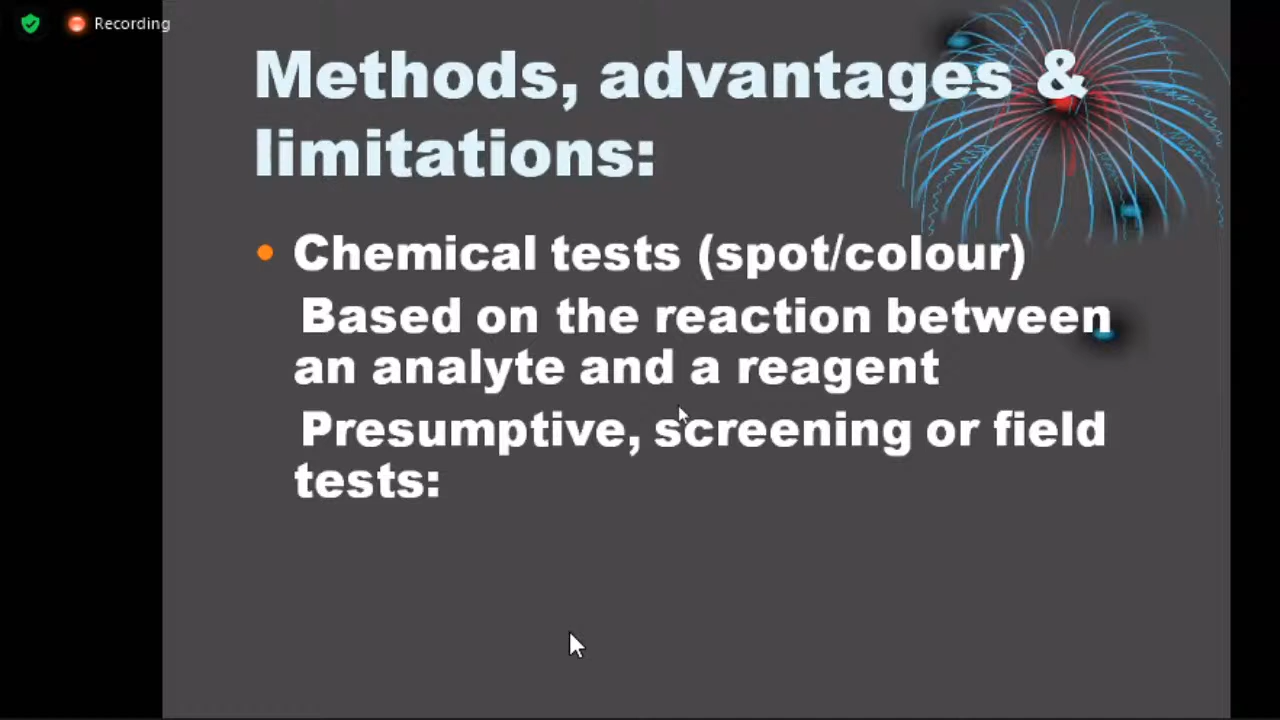 Recording
Methods, advantages &
limitations:
Chemical tests (spot/colour)
Based on the reaction between
an analyte and a reagent
Presumptive, screening or field
tests: